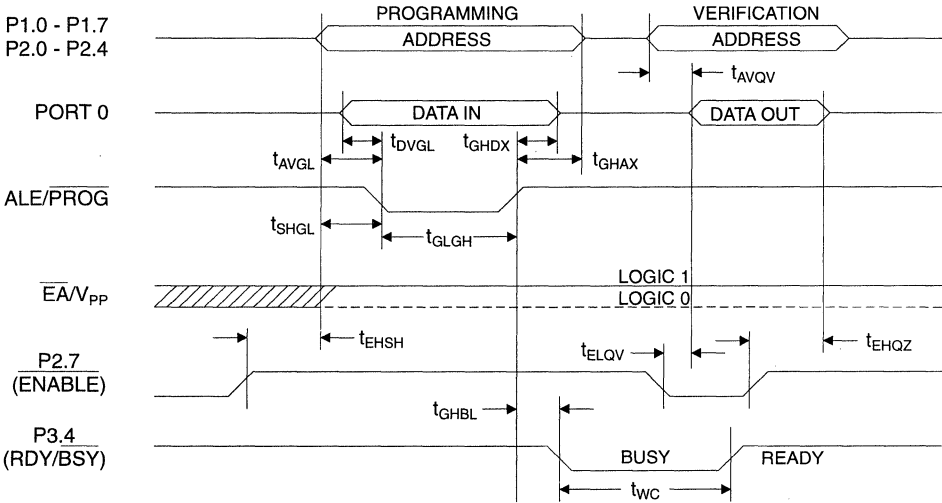 PROGRAMMING VERIFICATION
P1.0 - P1.7
P2.0 - P2.4
ADDRESS ADDRESS
tAVQV
PORT 0 DATA IN DATA OUT
tDVGL tGHDX
tAVGL tGHAX
ALE/PROG
tSHGL tGLGH
EA/VPP LOGIC 1
LOGIC 0
tEHSH tELQV tEHQZ
P2.7
(ENABLE)
tGHBL
P3.4
(RDY/BSY) BUSY READY
tWC